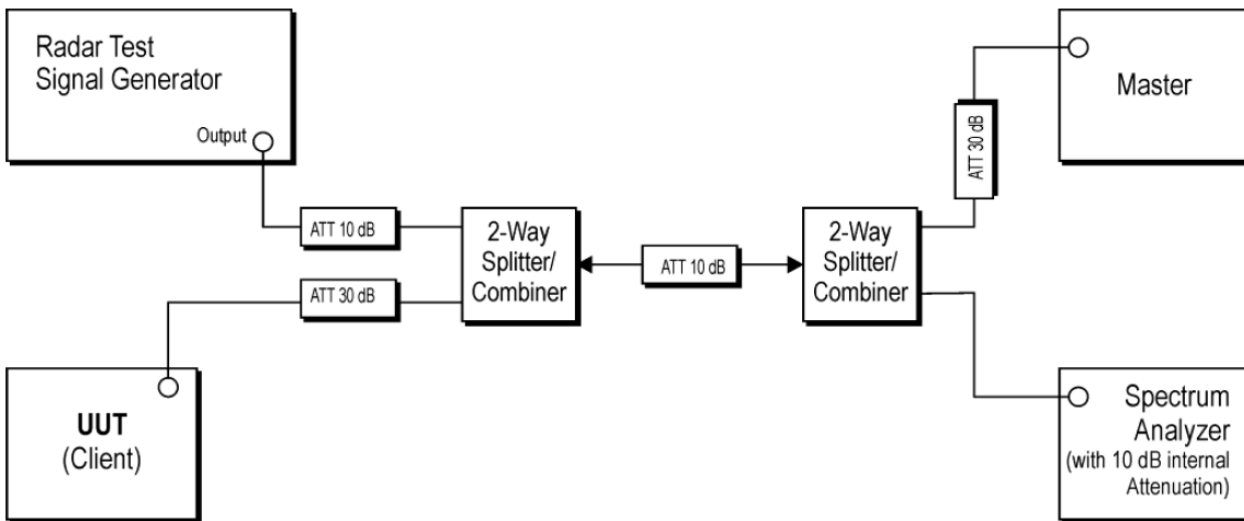 Radar Test
Signal Generator
Output
Master
ATT 30 dB
ATT 10 dB
ATT 30 dB
2-Way
Splitter/
Combiner
ATT 10 dB
2-Way
Splitter/
Combiner
UUT
(Client)
Spectrum
Analyzer
(with 10 dB internal
Attenuation)